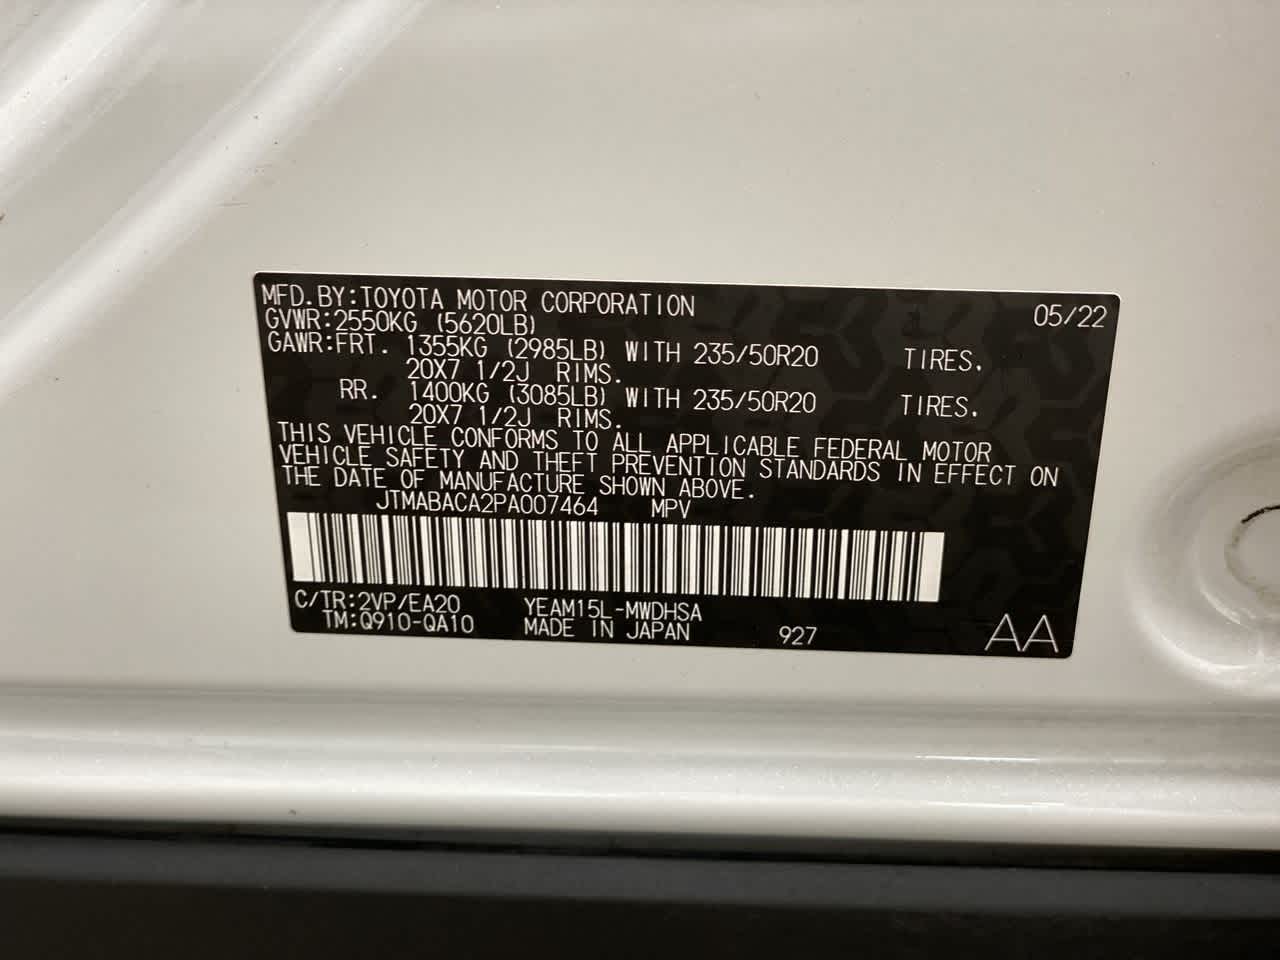 MFD.BY:TOYOTA MOTOR CORPORATION 05/22
GVWR:2550KG (5620LB)
GAWR:FRT. 1355KG (2985LB) WITH 235/50R20 TIRES.
20X7 1/2J RIMS.
RR. 1400KG (3085LB) WITH 235/50R20 TIRES.
20X7 1/2J RIMS.
THIS VEHICLE CONFORMS TO ALL APPLICABLE FEDERAL MOTOR
VEHICLE SAFETY AND THEFT PREVENTION STANDARDS IN EFFECT ON
THE DATE OF MANUFACTURE SHOWN ABOVE.
JTMABACA2PA007464 MPV
C/TR:2VP/EA20 YEAM15L-MWDHSA
TM:Q910-QA10 MADE IN JAPAN 927 AA